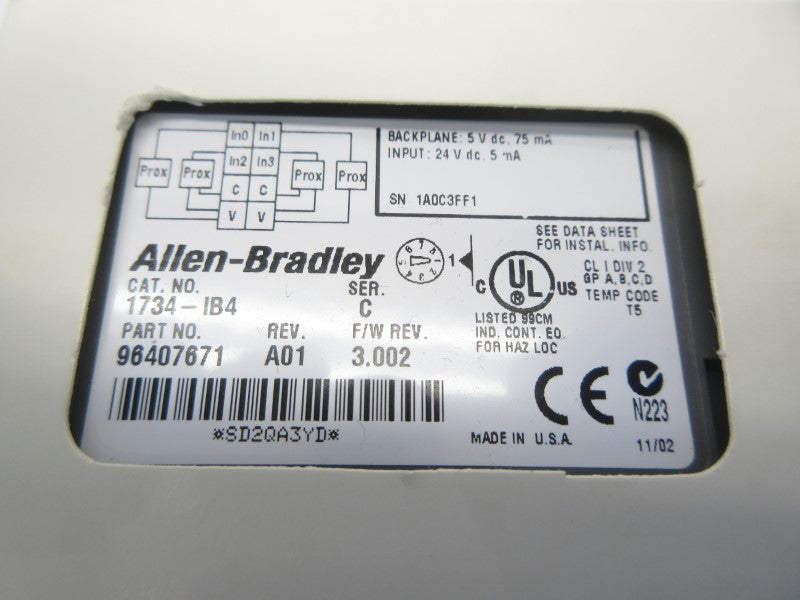 In0 In1
In2 In3
Prox Prox C C Prox Prox
V V
BACKPLANE: 5 V dc, 75 mA
INPUT: 24 V dc, 5 mA
SN 1A0C3FF1
SEE DATA SHEET
FOR INSTAL. INFO
Allen-Bradley
1
C UL US
®
CL I DIV 2
GP A,B,C,D
TEMP CODE
T5
LISTED 99CM
IND. CONT. EQ.
FOR HAZ LOC
CAT. NO. SER.
1734-IB4 C
PART NO. REV. F/W REV.
96407671 A01 3.002
*SD2QA3YD*
CE
N223
MADE IN U.S.A.
11/02